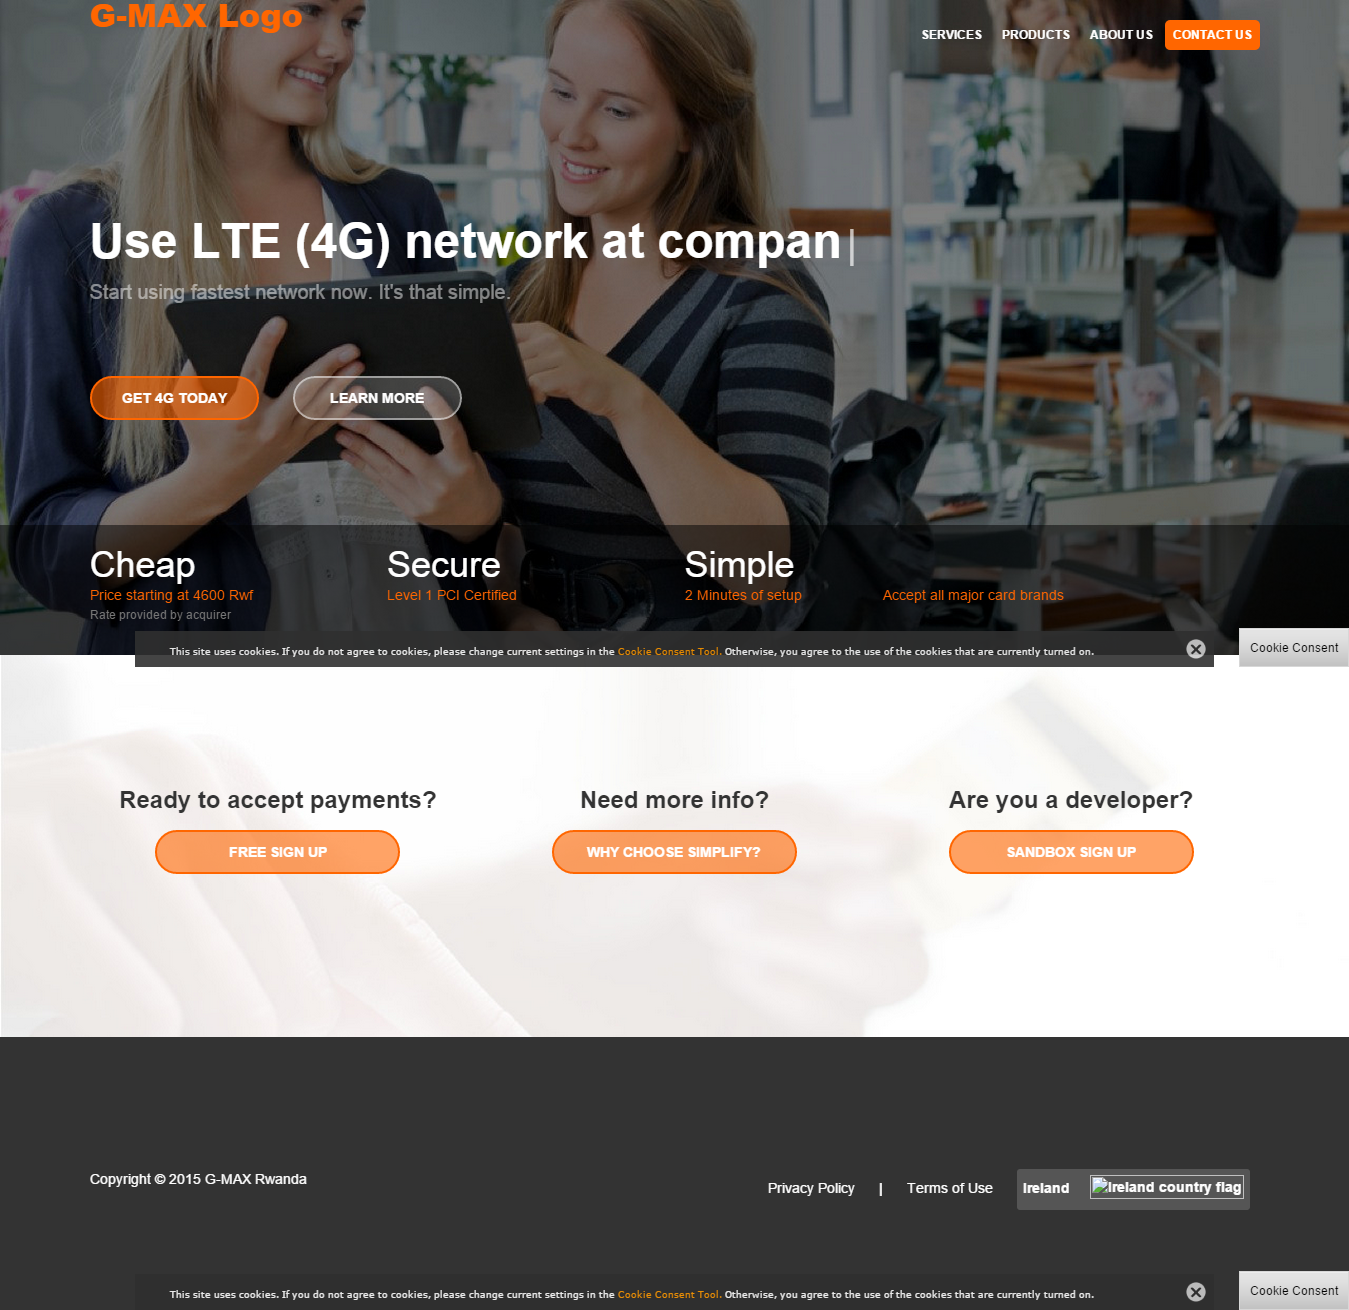 G-MAX Logo
SERVICES PRODUCTS ABOUT US CONTACT US
Use LTE (4G) network at compan|
Start using fastest network now. It's that simple.
GET 4G TODAY LEARN MORE
Cheap Secure Simple
Price starting at 4600 Rwf Level 1 PCI Certified 2 Minutes of setup Accept all major card brands
Rate provided by acquirer
This site uses cookies. If you do not agree to cookies, please change current settings in the Cookie Consent Tool. Otherwise, you agree to the use of the cookies that are currently turned on. Cookie Consent
Ready to accept payments? Need more info? Are you a developer?
FREE SIGN UP WHY CHOOSE SIMPLIFY? SANDBOX SIGN UP
Copyright © 2015 G-MAX Rwanda
Privacy Policy | Terms of Use Ireland Ireland country flag
This site uses cookies. If you do not agree to cookies, please change current settings in the Cookie Consent Tool. Otherwise, you agree to the use of the cookies that are currently turned on. Cookie Consent